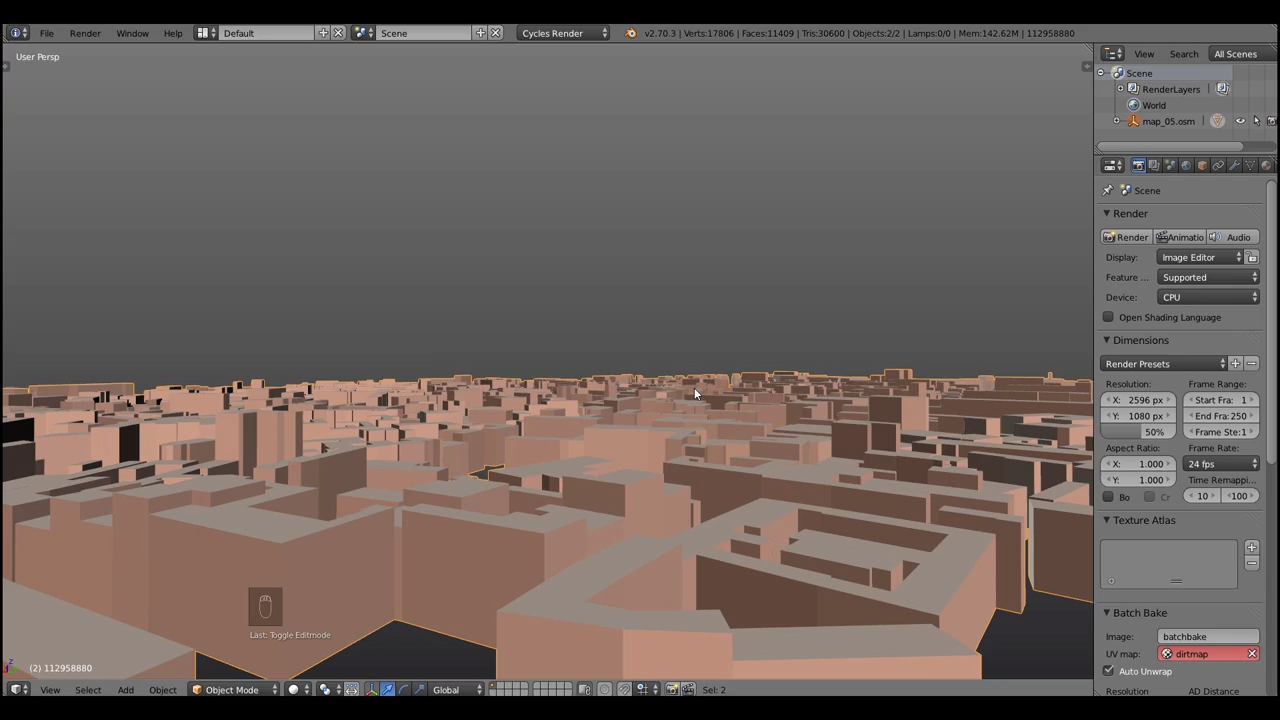 File Render Window Help Default Scene Cycles Render v2.70.3 | Verts:17806 | Faces:11409 | Tris:30600 | Objects:2/2 | Lamps:0/0 | Mem:142.62M | 112958880
User Persp
View Search All Scenes
Scene
RenderLayers
World
map_05.osm
Scene
Render
Render Animatio Audio
Display: Image Editor
Feature ... Supported
Device: CPU
Open Shading Language
Dimensions
Render Presets
Resolution: Frame Range:
X: 2596 px Start Fra: 1
Y: 1080 px End Fra:250
50% Frame Ste:1
Aspect Ratio: Frame Rate:
X: 1.000 24 fps
Y: 1.000 Time Remappi...
Bo Cr 10 100
Texture Atlas
Batch Bake
Image: batchbake
UV map: dirtmap
Auto Unwrap
Resolution AD Distance
Last: Toggle Editmode
(2) 112958880
View Select Add Object Object Mode Global Sel: 2